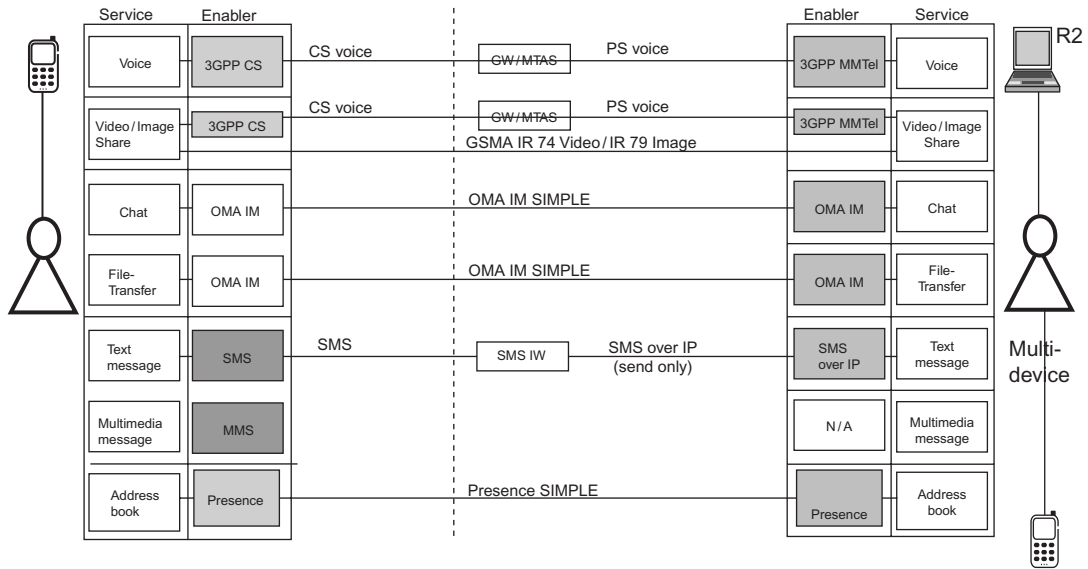 Service Enabler Enabler Service
R2
Voice 3GPP CS CS voice GW/MTAS PS voice 3GPP MMTel Voice
CS voice GW/MTAS PS voice
Video/Image Share 3GPP CS 3GPP MMTel Video/Image Share
GSMA IR 74 Video/IR 79 Image
OMA IM SIMPLE
Chat OMA IM OMA IM Chat
OMA IM SIMPLE
File-Transfer OMA IM OMA IM File-Transfer
Text message SMS SMS SMS IW SMS over IP (send only) SMS over IP Text message
Multi-device
Multimedia message MMS N/A Multimedia message
Presence SIMPLE
Address book Presence Presence Address book